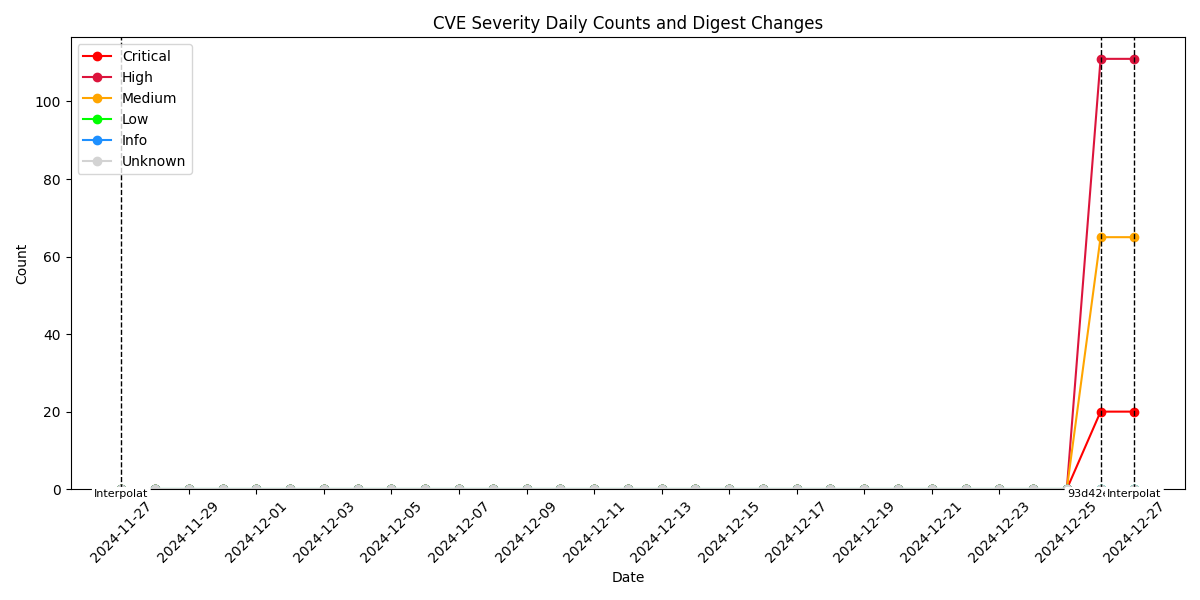 CVE Severity Daily Counts and Digest Changes
Critical
High
Medium
Low
Info
Unknown
Count
100
80
60
40
20
0
Interpolat
Interpolat
2024-11-27
2024-11-29
2024-12-01
2024-12-03
2024-12-05
2024-12-07
2024-12-09
2024-12-11
2024-12-13
2024-12-15
2024-12-17
2024-12-19
2024-12-21
2024-12-23
2024-12-25
2024-12-27
Date